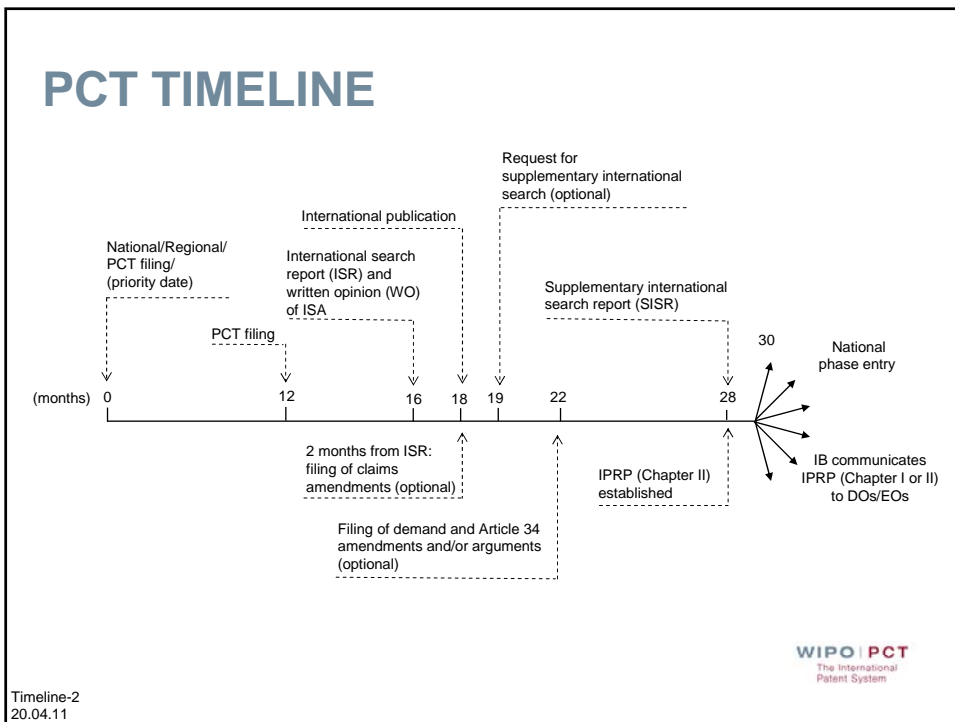 PCT TIMELINE
Request for
supplementary international
search (optional)
International publication
National/Regional/
PCT filing/
(priority date)
International search
report (ISR) and
written opinion (WO)
of ISA
Supplementary international
search report (SISR)
PCT filing
30
National
phase entry
(months) 0 12 16 18 19 22 28
2 months from ISR:
filing of claims
amendments (optional)
IPRP (Chapter II)
established
IB communicates
IPRP (Chapter I or II)
to DOs/EOs
Filing of demand and Article 34
amendments and/or arguments
(optional)
WIPO | PCT
The International
Patent System
Timeline-2
20.04.11